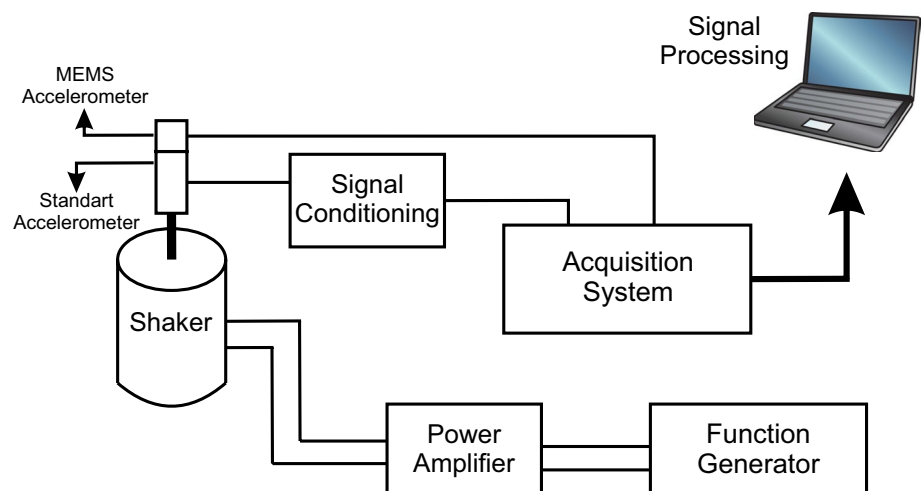 Signal
Processing
MEMS
Accelerometer
Standart
Accelerometer
Signal
Conditioning
Acquisition
System
Shaker
Power
Amplifier
Function
Generator